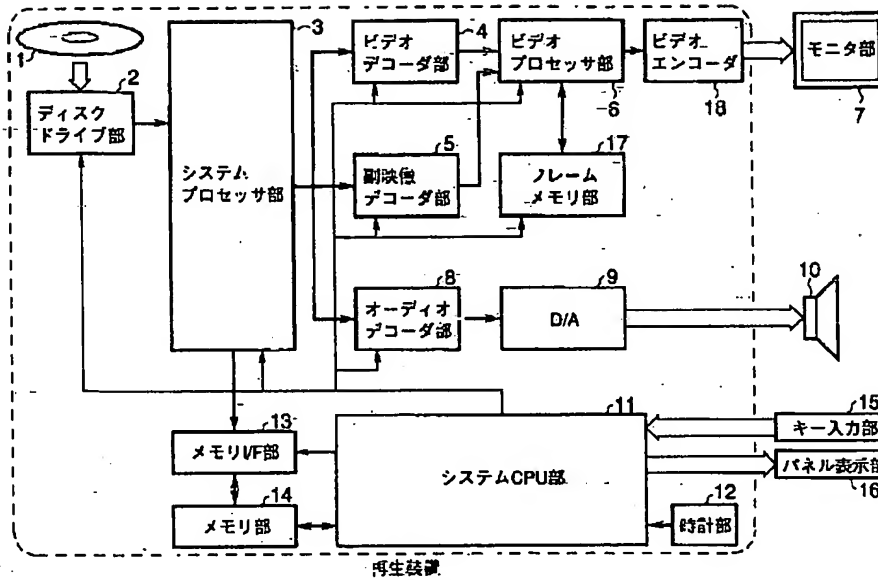 1
2
ディスク
ドライブ部
3
システム
プロセッサ部
4
ビデオ
デコーダ部
ビデオ
プロセッサ部
6
ビデオ
エンコーダ
18
モニタ部
7
5
副映像
デコーダ部
17
フレーム
メモリ部
8
オーディオ
デコーダ部
9
D/A
10
11
システムCPU部
15
キー入力部
パネル表示部
16
13
メモリI/F部
14
メモリ部
12
時計部
再生装置